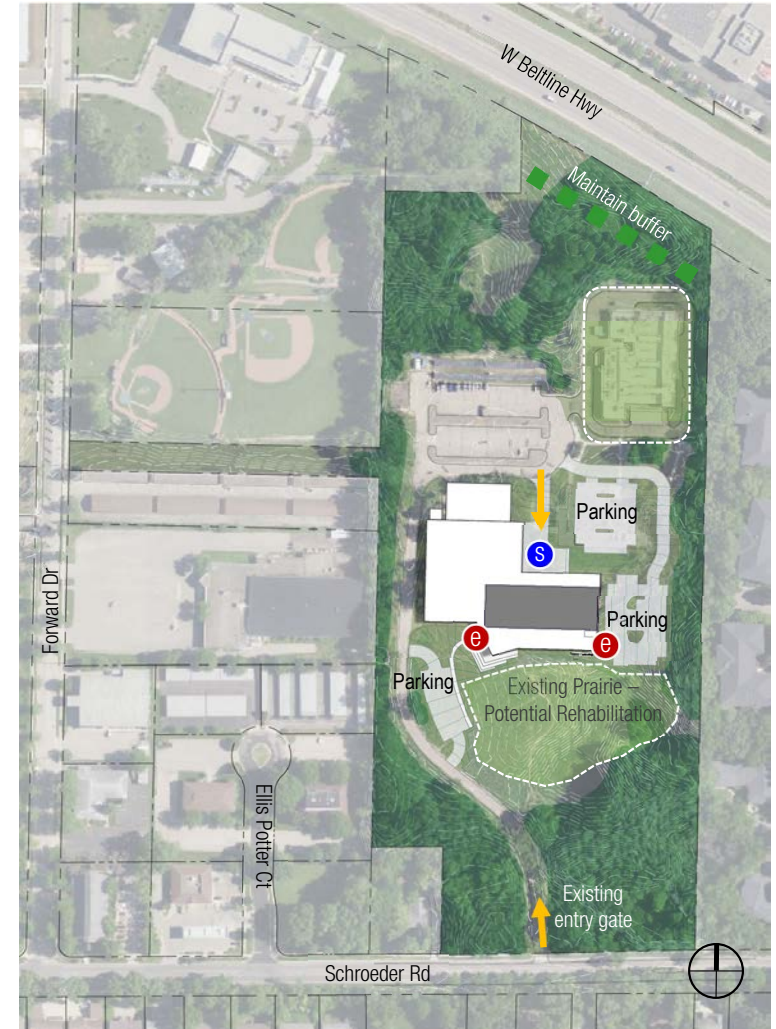 W Beltline Hwy
Maintain buffer
Parking
S
Forward Dr
Parking
e
e
Parking
Existing Prairie –
Potential Rehabilitation
Ellis Potter Ct
Existing
entry gate
Schroeder Rd